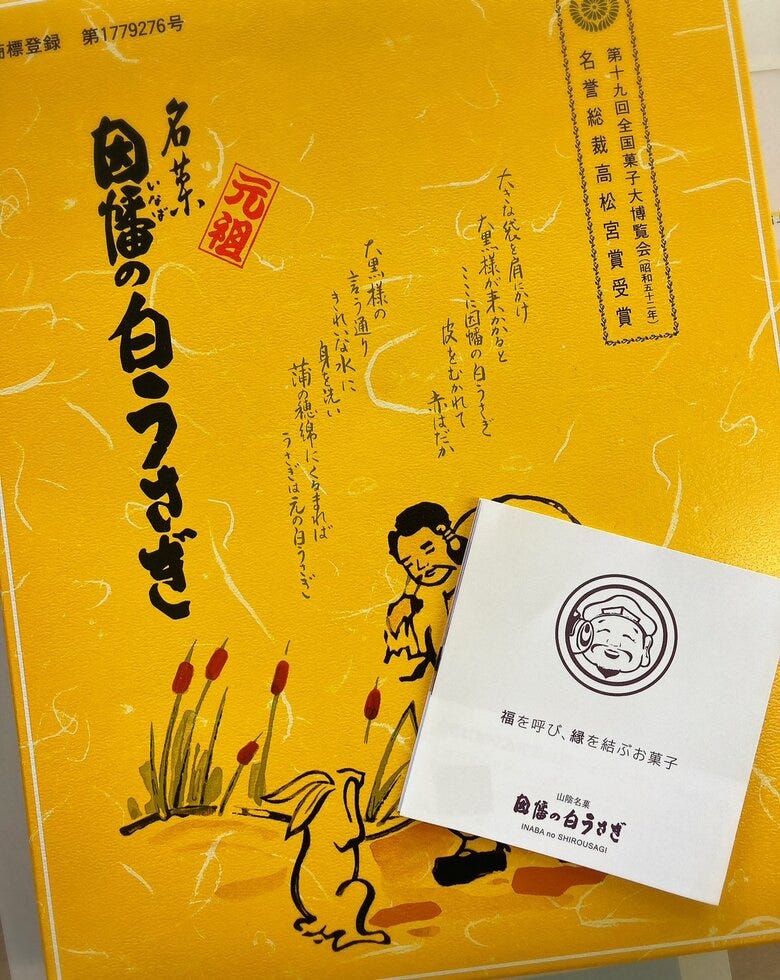 商標登録 第1779276号
第十九回全国菓子大博覧会(昭和五十二年)
名誉総裁高松宮賞受賞
名菓
因幡の白うさぎ
いなば
元祖
大きな袋を肩にかけ
大黒様が来かかると
ここに因幡の白うさぎ
皮をむかれて
赤はだか
大黒様の
言う通り
きれいな水に
身を洗い
蒲の穂綿にくるまれば
うさぎは元の白うさぎ
福を呼び、縁を結ぶお菓子
山陰名菓
因幡の白うさぎ
INABA no SHIROUSAGI